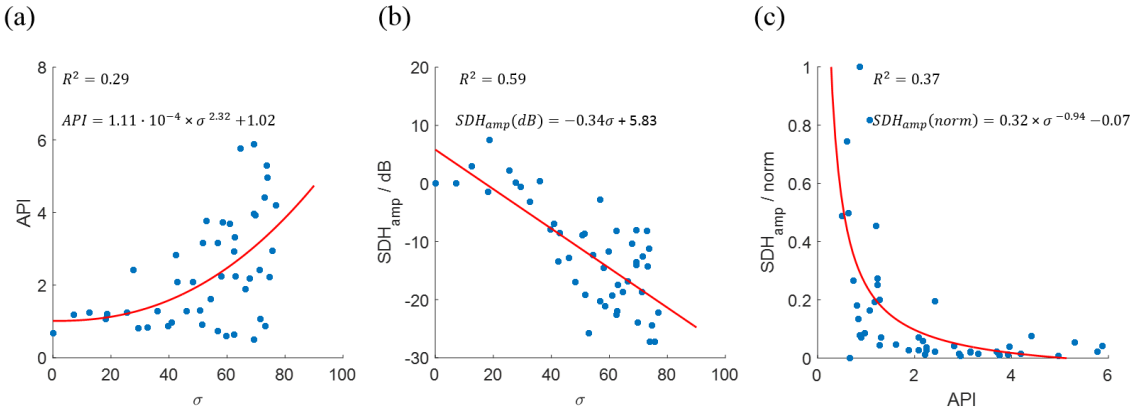 (a)
(b)
(c)
R² = 0.29
API = 1.11 · 10⁻⁴ × σ ²·³² + 1.02
8
6
4
2
0
API
0 20 40 60 80 100
σ
R² = 0.59
SDH_amp(dB) = −0.34σ + 5.83
20
10
0
-10
-20
-30
SDH_amp / dB
0 20 40 60 80 100
σ
R² = 0.37
SDH_amp(norm) = 0.32 × σ ⁻⁰·⁹⁴ − 0.07
1
0.8
0.6
0.4
0.2
0
SDH_amp / norm
0 2 4 6
API